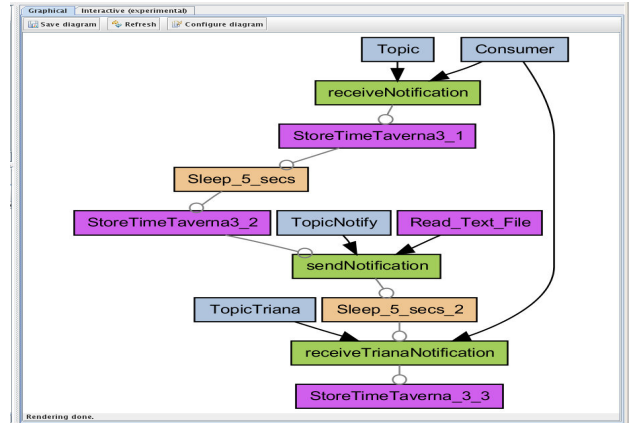 Graphical Interactive (experimental)
Save diagram Refresh Configure diagram
Topic Consumer
receiveNotification
StoreTimeTaverna3_1
Sleep_5_secs
StoreTimeTaverna3_2 TopicNotify Read_Text_File
sendNotification
TopicTriana Sleep_5_secs_2
receiveTrianaNotification
StoreTimeTaverna_3_3
Rendering done.